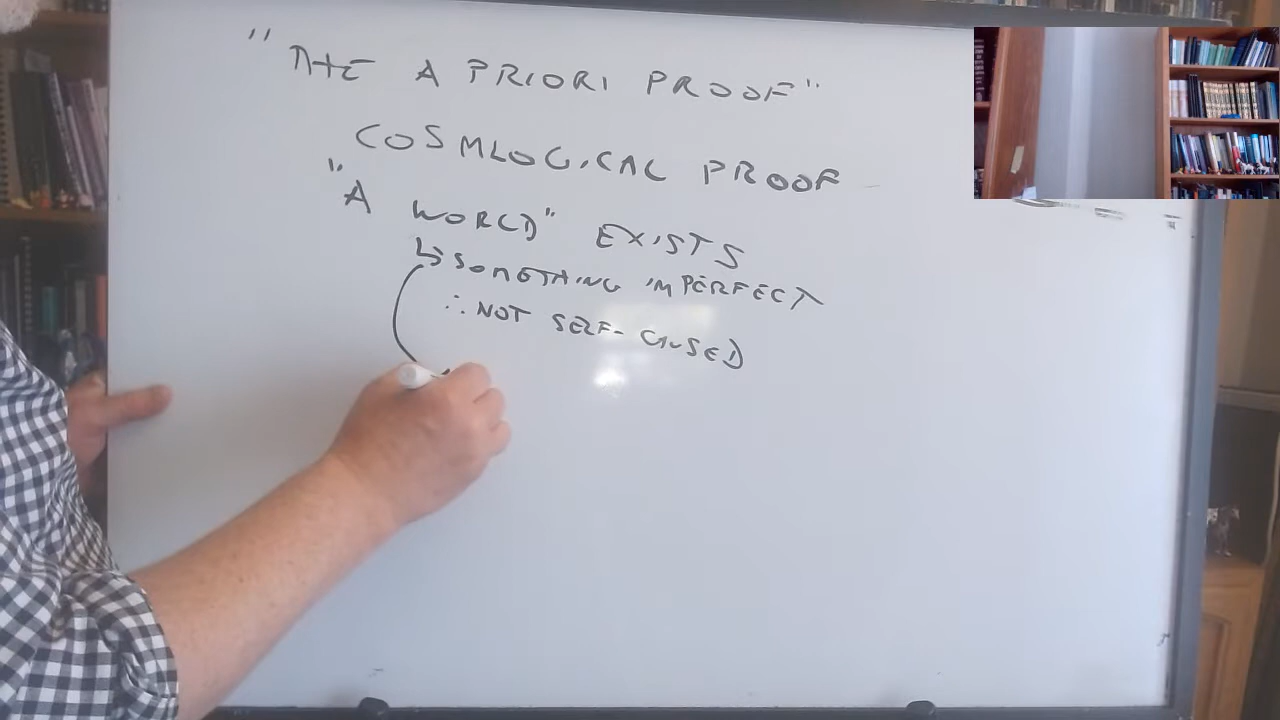 "THE A PRIORI PROOF"
COSMLOGICAL PROOF
"A WORLD" EXISTS
↳ SOMETHING IMPERFECT
∴ NOT SELF-CAUSED